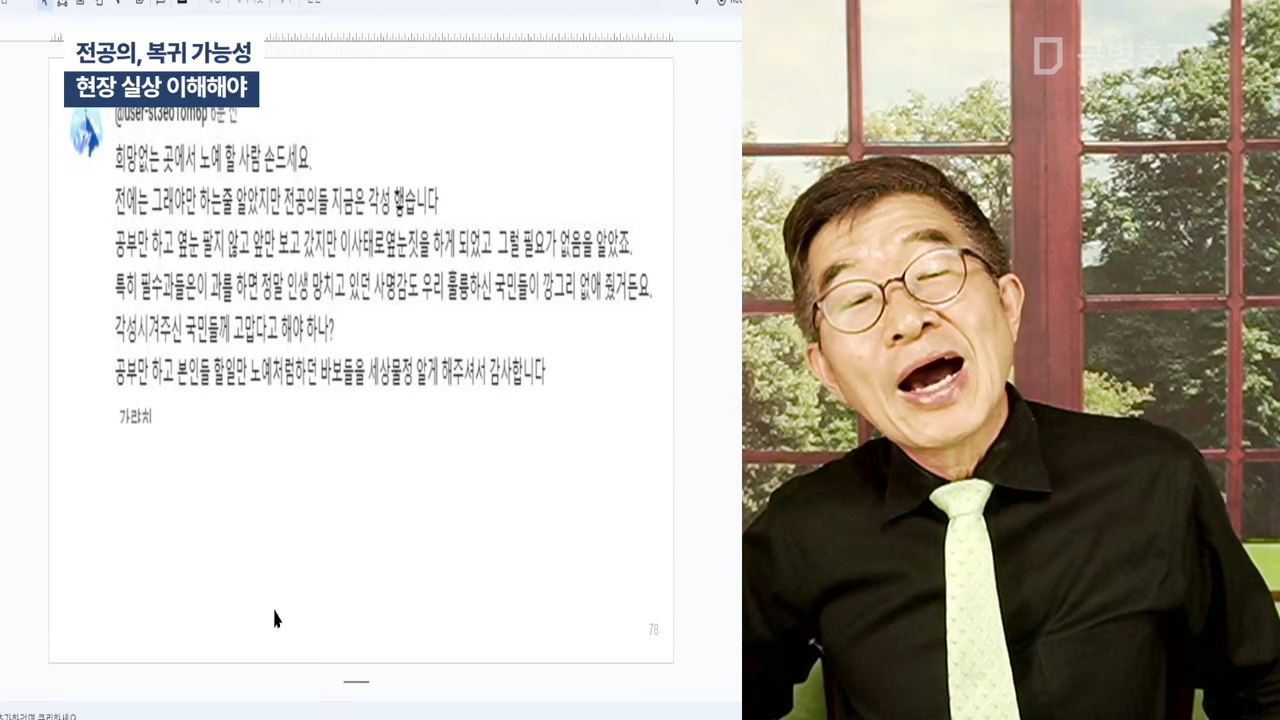 전공의, 복귀 가능성
현장 실상 이해해야
공병호TV
희망없는 곳에서 노예 할 사람 손드세요.
전에는 그래야만 하는줄 알았지만 전공의들 지금은 각성 했습니다
공부만 하고 옆눈 팔지 않고 앞만 보고 갔지만 이사태로옆눈짓을 하게 되었고 그럴 필요가 없음을 알았죠.
특히 필수과들은이 과를 하면 정말 인생 망치고 있던 사명감도 우리 훌륭하신 국민들이 깡그리 없애 줬거든요.
각성시겨주신 국민들께 고맙다고 해야 하나?
공부만 하고 본인들 할일만 노예처럼하던 바보들을 세상물정 알게 해주셔서 감사합니다
78